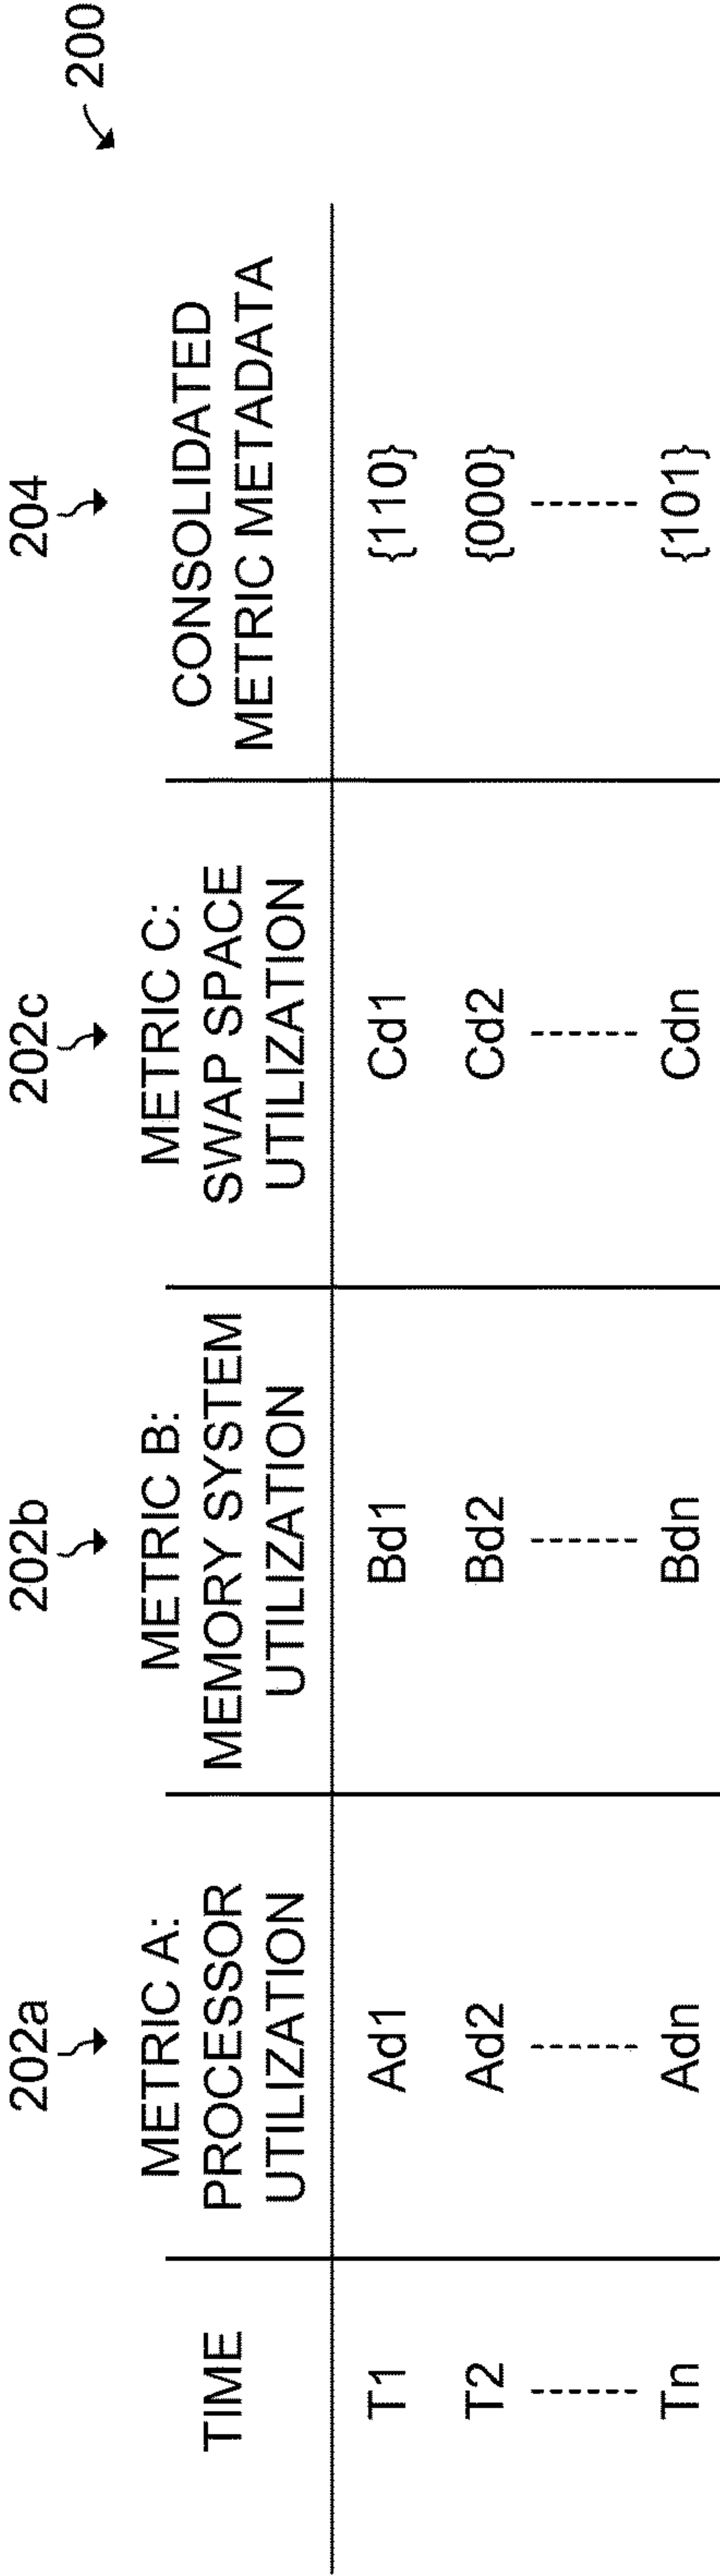 200
202a 202b 202c 204
TIME
METRIC A:
PROCESSOR
UTILIZATION
METRIC B:
MEMORY SYSTEM
UTILIZATION
METRIC C:
SWAP SPACE
UTILIZATION
CONSOLIDATED
METRIC METADATA
T1 Ad1 Bd1 Cd1 {110}
T2 Ad2 Bd2 Cd2 {000}
Tn Adn Bdn Cdn {101}